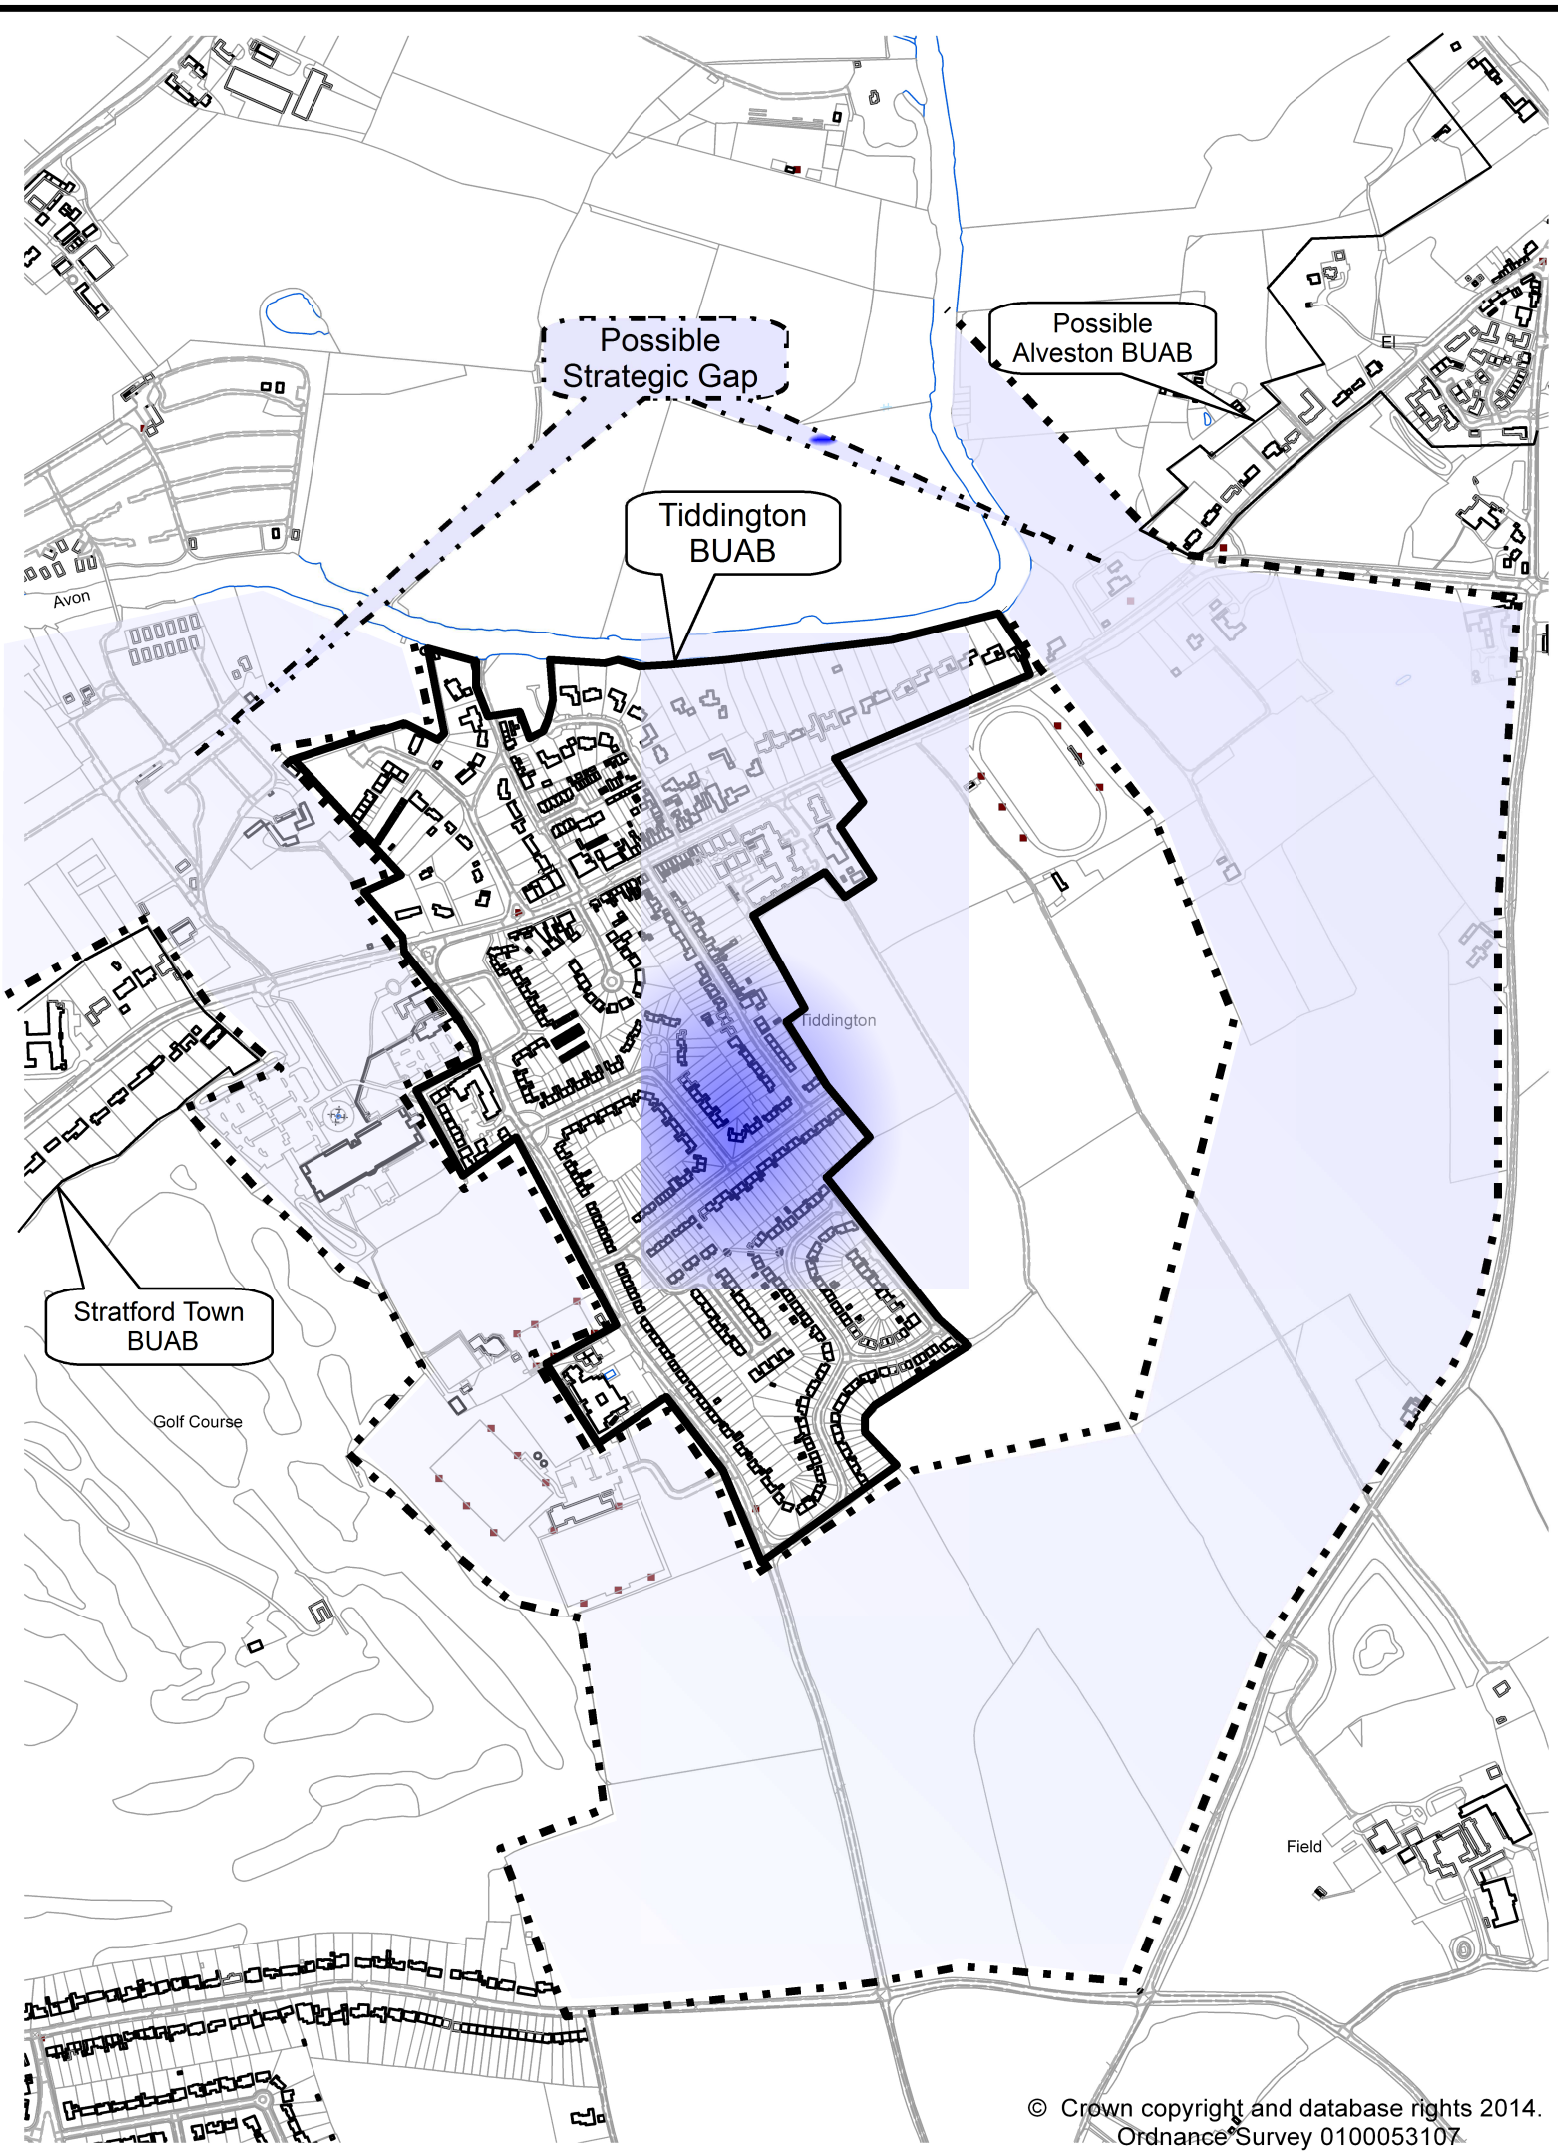 Possible
Strategic Gap
Possible
Alveston BUAB
El
Tiddington
BUAB
Avon
Tiddington
Stratford Town
BUAB
Golf Course
Field
© Crown copyright and database rights 2014.
Ordnance Survey 0100053107